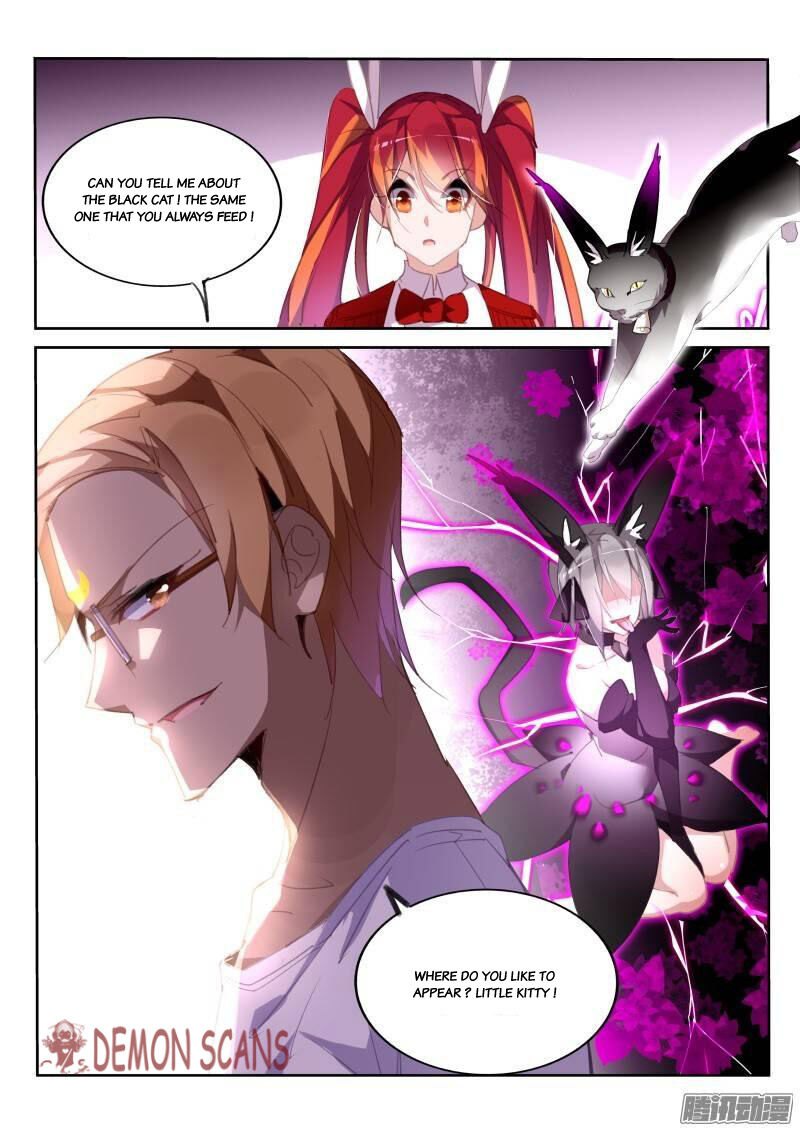 CAN YOU TELL ME ABOUT
THE BLACK CAT ! THE SAME
ONE THAT YOU ALWAYS FEED !
WHERE DO YOU LIKE TO
APPEAR ? LITTLE KITTY !
DEMON SCANS
腾讯动漫